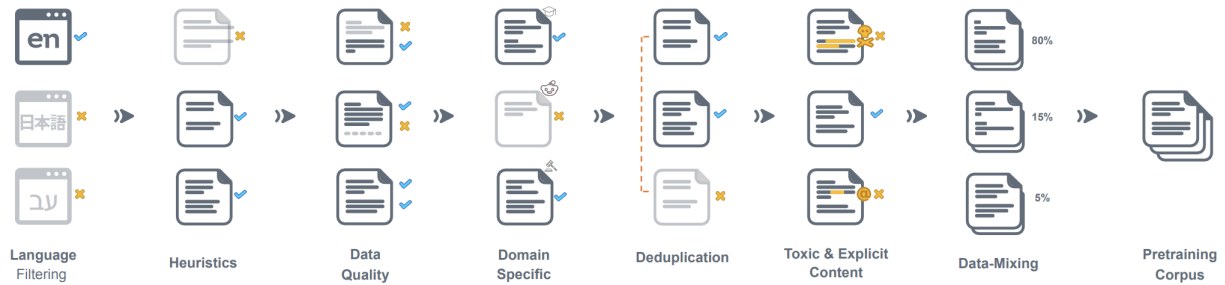 en
日本語
עב
@
80%
15%
5%
Language
Filtering
Heuristics
Data
Quality
Domain
Specific
Deduplication
Toxic & Explicit
Content
Data-Mixing
Pretraining
Corpus